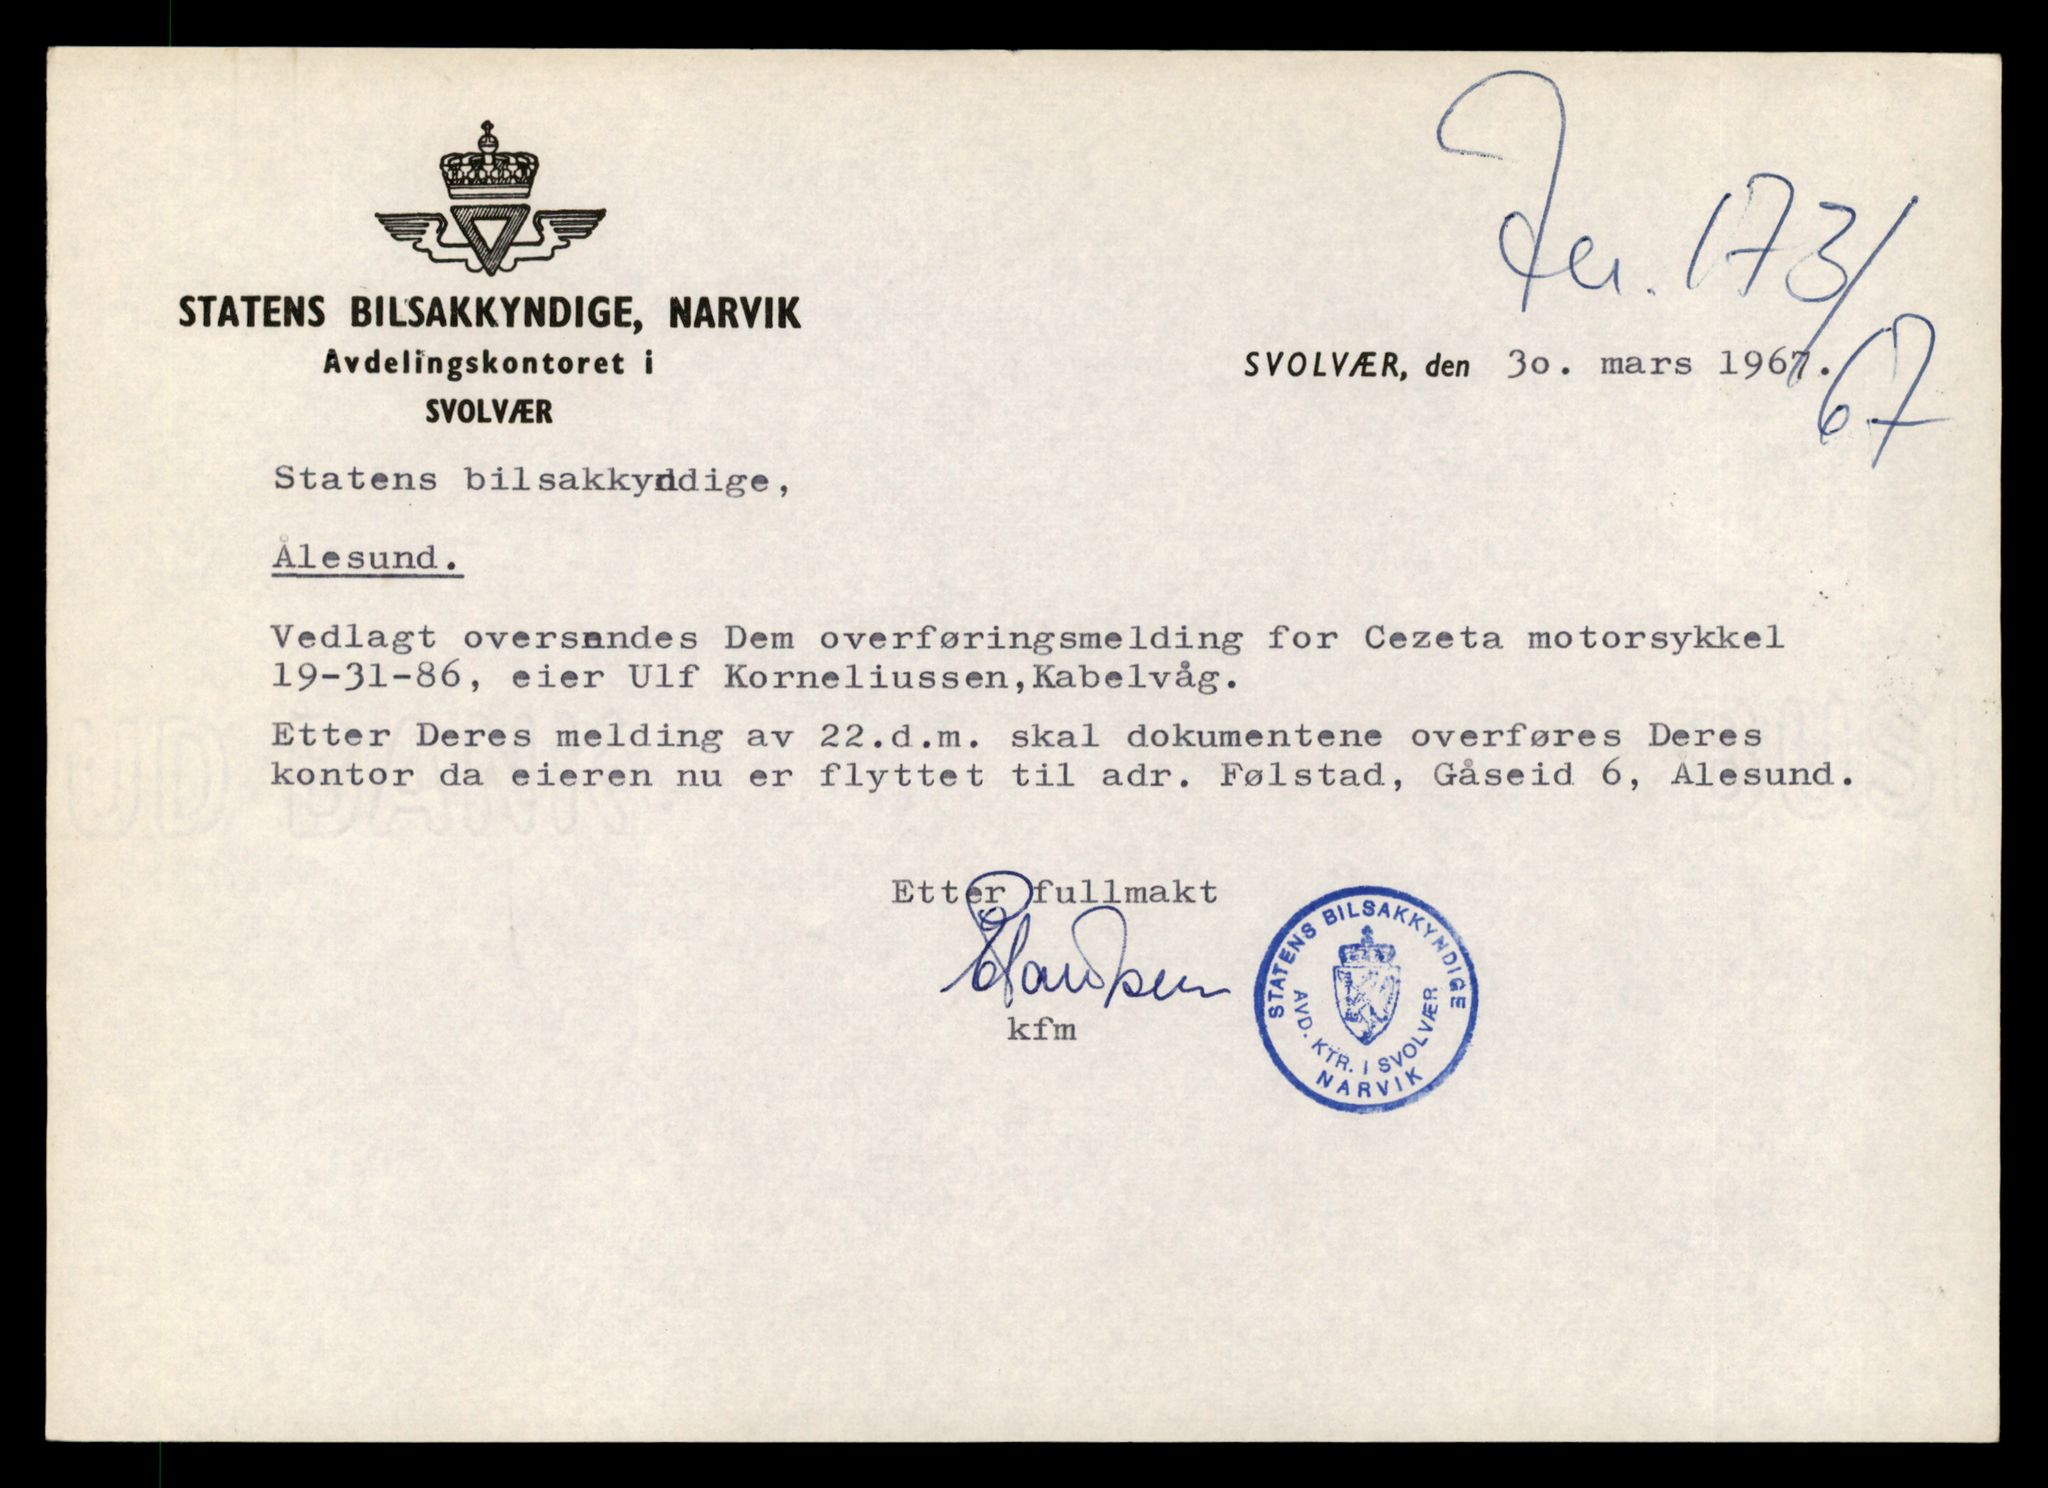 STATENS BILSAKKYNDIGE, NARVIK
Avdelingskontoret i
SVOLVÆR
Jnr. 173/67
SVOLVÆR, den 3o. mars 1967.
Statens bilsakkyndige,
Ålesund.
Vedlagt oversendes Dem overføringsmelding for Cezeta motorsykkel
19-31-86, eier Ulf Korneliussen,Kabelvåg.
Etter Deres melding av 22.d.m. skal dokumentene overføres Deres
kontor da eieren nu er flyttet til adr. Følstad, Gåseid 6, Ålesund.
Etter fullmakt
kfm
STATENS BILSAKKYNDIGE
AVD. KTR. I SVOLVÆR
NARVIK